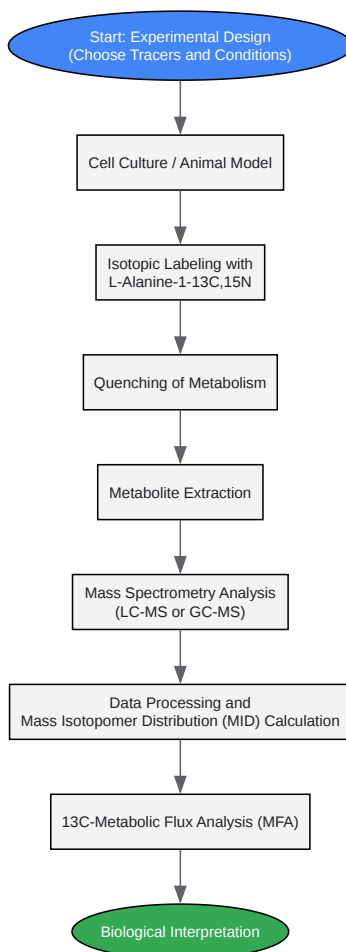 Start: Experimental Design
(Choose Tracers and Conditions)
Cell Culture / Animal Model
Isotopic Labeling with
L-Alanine-1-13C,15N
Quenching of Metabolism
Metabolite Extraction
Mass Spectrometry Analysis
(LC-MS or GC-MS)
Data Processing and
Mass Isotopomer Distribution (MID) Calculation
13C-Metabolic Flux Analysis (MFA)
Biological Interpretation